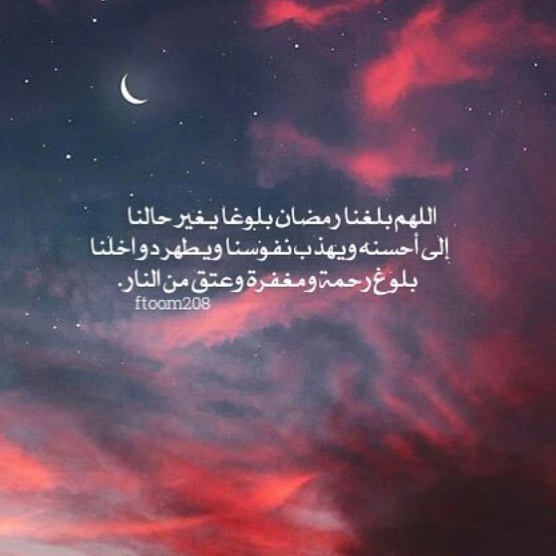 اللهم بلغنا رمضان بلوغا يغير حالنا
إلى أحسنه ويهذب نفوسنا ويطهر دواخلنا
بلوغ رحمة ومغفرة وعتق من النار.
ftoom208